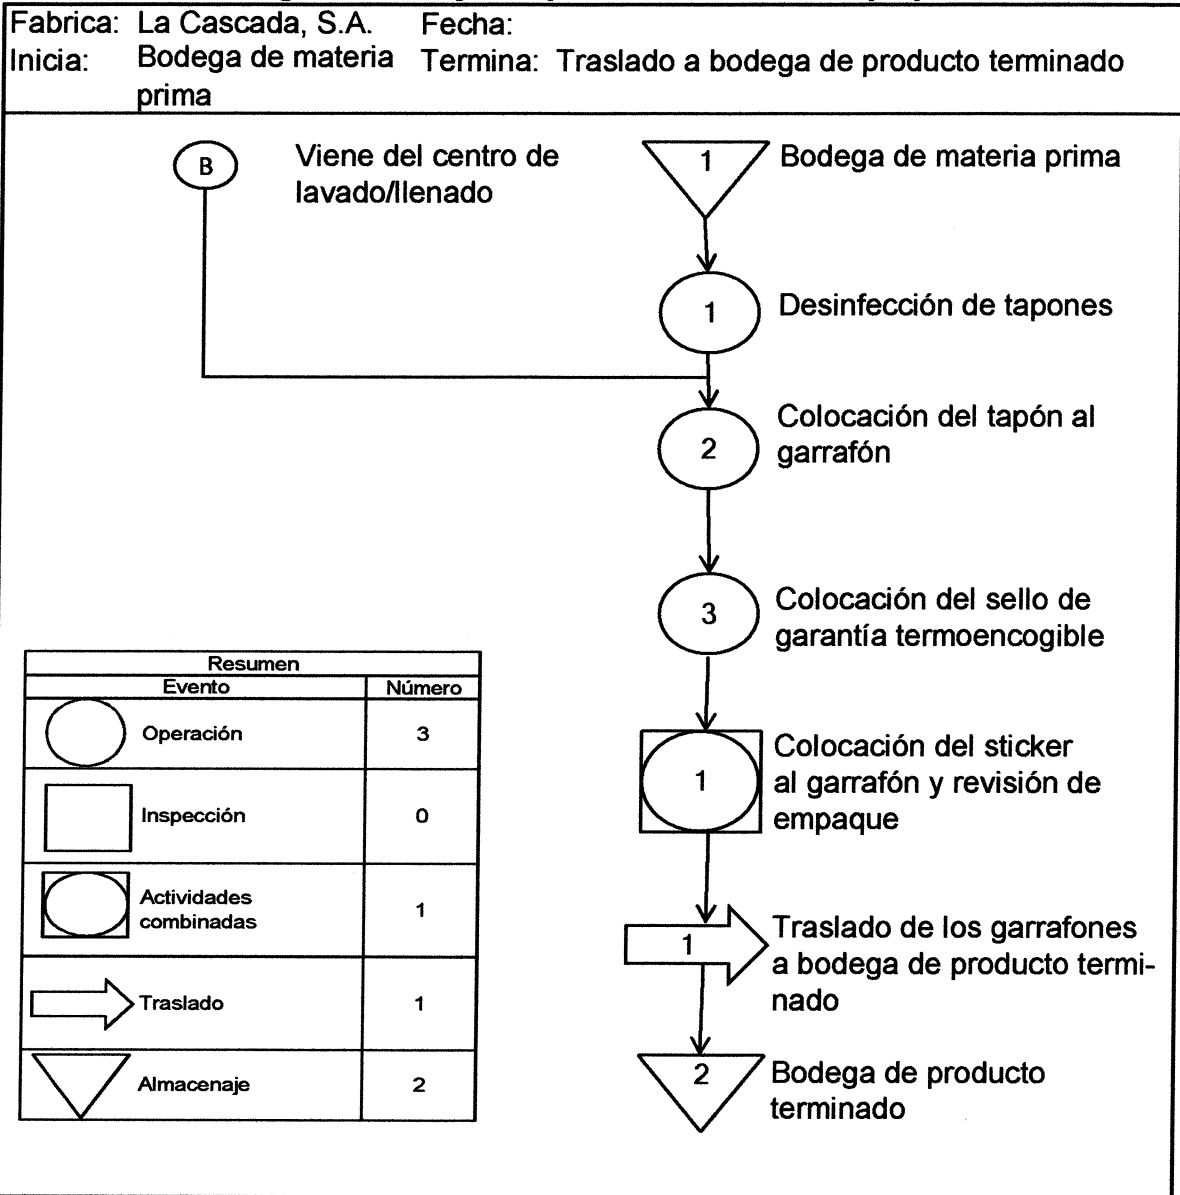 Fabrica: La Cascada, S.A. Fecha:
Inicia: Bodega de materia Termina: Traslado a bodega de producto terminado
prima
B
Viene del centro de
lavado/llenado
1
Bodega de materia prima
1
Desinfección de tapones
2
Colocación del tapón al
garrafón
3
Colocación del sello de
garantía termoencogible
1
Colocación del sticker
al garrafón y revisión de
empaque
1
Traslado de los garrafones
a bodega de producto termi-
nado
2
Bodega de producto
terminado
Resumen
Evento Número
Operación 3
Inspección 0
Actividades
combinadas 1
Traslado 1
Almacenaje 2